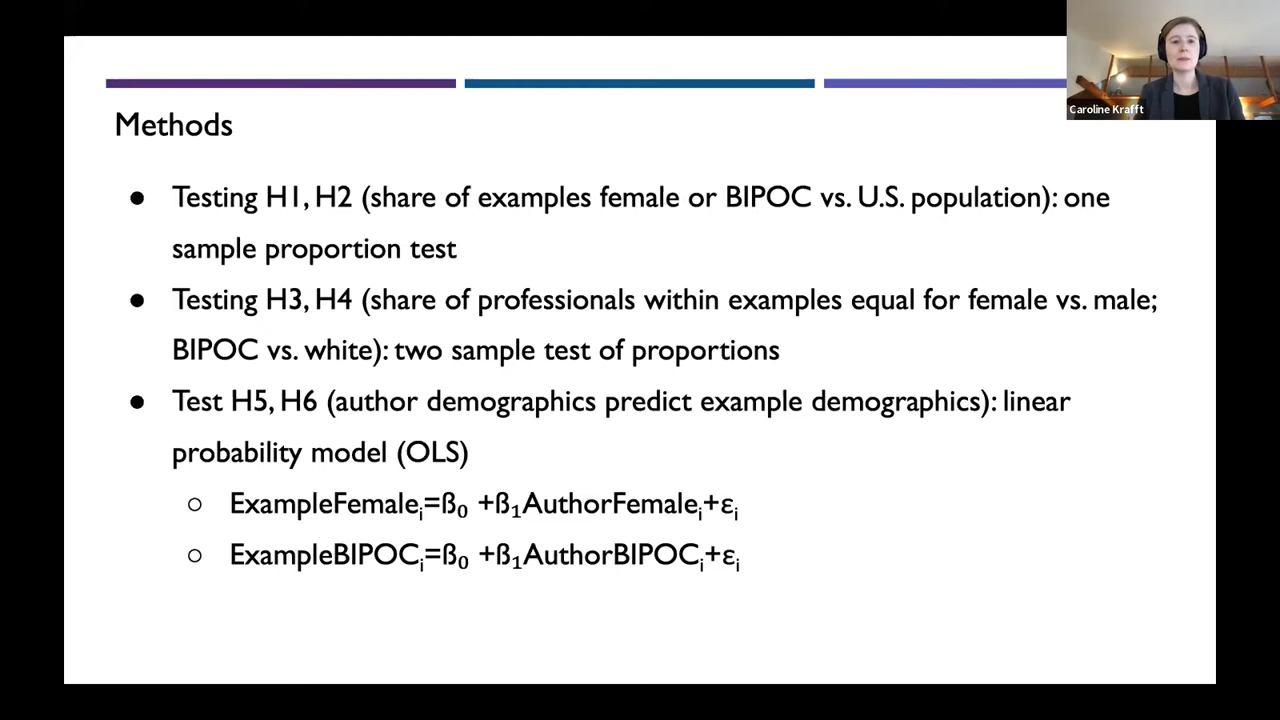 Caroline Krafft
Methods
● Testing H1, H2 (share of examples female or BIPOC vs. U.S. population): one
sample proportion test
● Testing H3, H4 (share of professionals within examples equal for female vs. male;
BIPOC vs. white): two sample test of proportions
● Test H5, H6 (author demographics predict example demographics): linear
probability model (OLS)
○ ExampleFemaleᵢ=ß₀ +ß₁AuthorFemaleᵢ+εᵢ
○ ExampleBIPOCᵢ=ß₀ +ß₁AuthorBIPOCᵢ+εᵢ